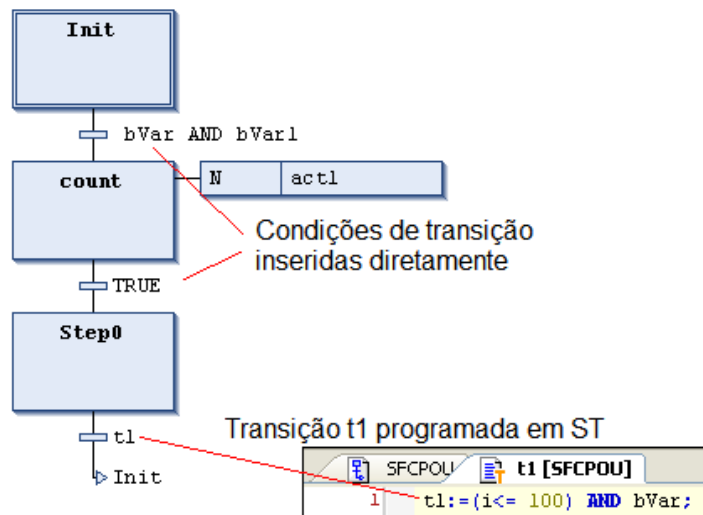 Init
bVar AND bVar1
count
N
act1
Condições de transição
inseridas diretamente
TRUE
Step0
Transição t1 programada em ST
t1
Init
SFCPOU
t1 [SFCPOU]
1
t1:=(i<= 100) AND bVar;